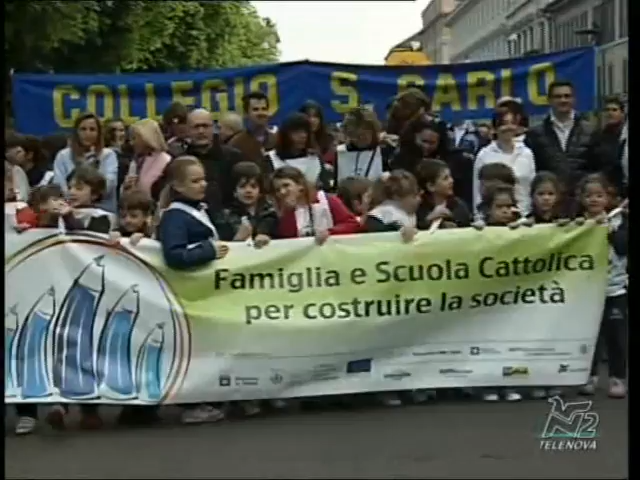 COLLEGIO S. CARLO
Famiglia e Scuola Cattolica
per costruire la società
N2
TELENOVA